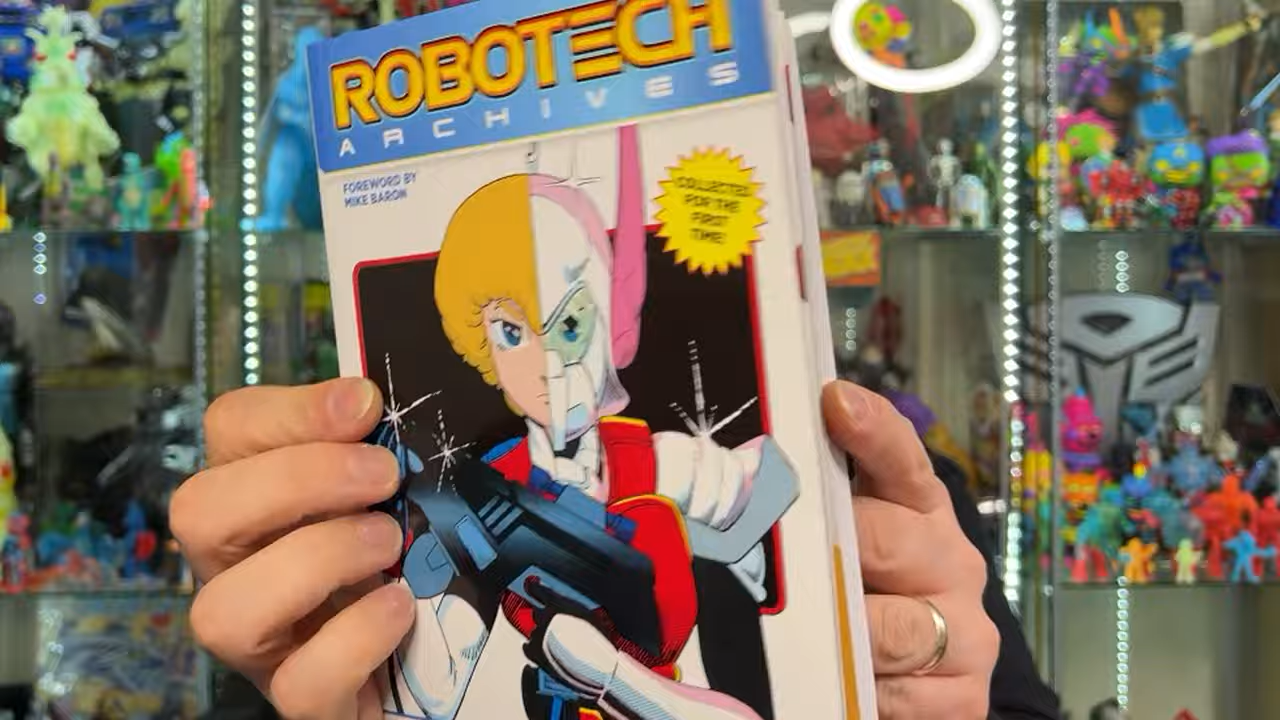 ROBOTECH
ARCHIVES
FOREWORD BY
MIKE BARON
COLLECTED
FOR THE
FIRST
TIME!